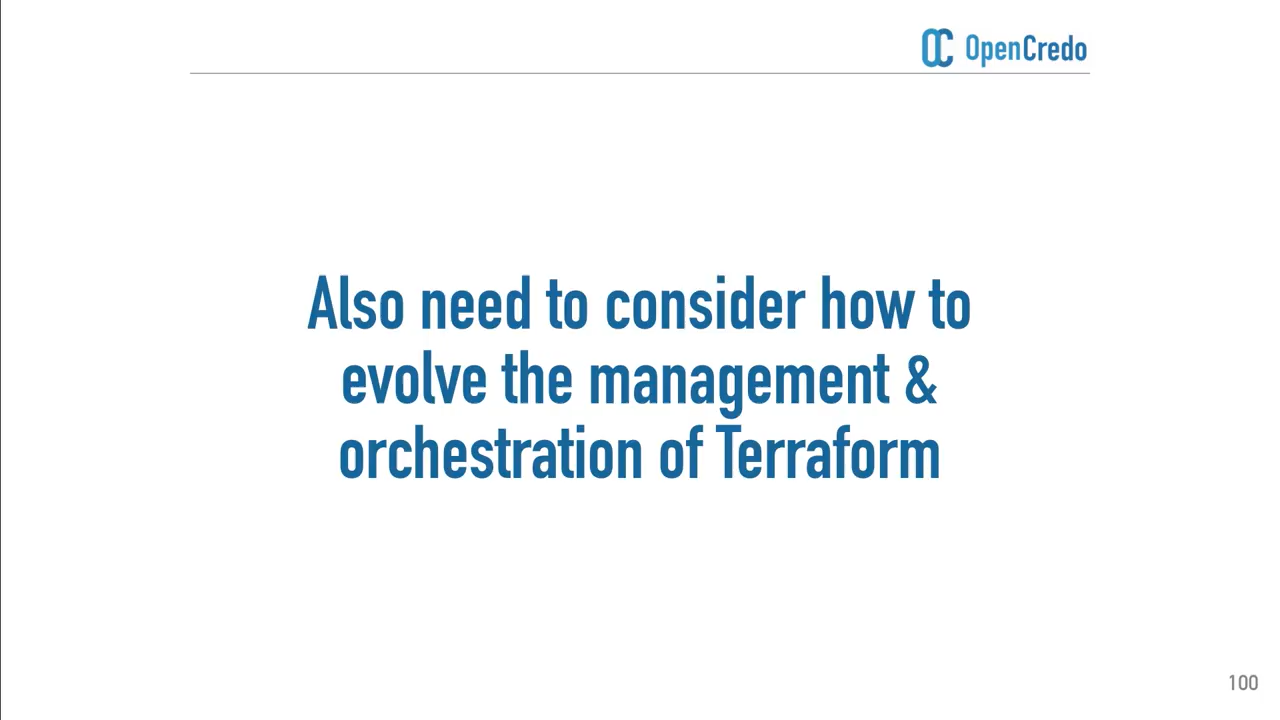 OpenCredo
Also need to consider how to
evolve the management &
orchestration of Terraform
100